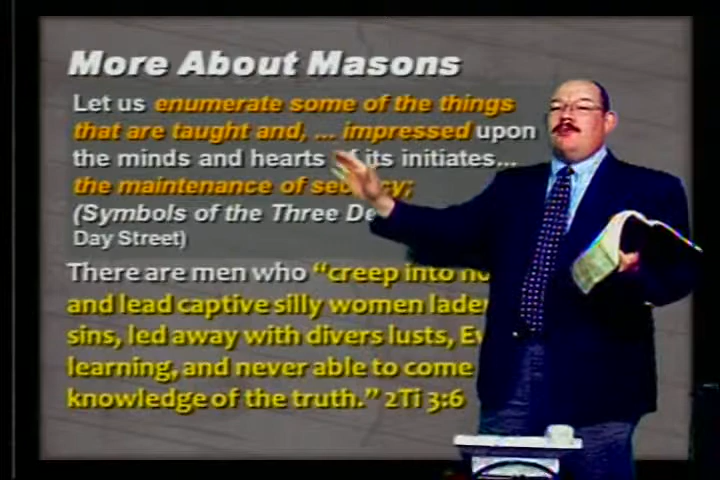 More About Masons
Let us enumerate some of the things
that are taught and, ... impressed upon
the minds and hearts of its initiates...
the maintenance of secrecy;
(Symbols of the Three
Day Street)
There are men who “creep into
and lead captive silly women
sins, led away with divers lusts,
learning, and never able to come
knowledge of the truth.” 2Ti 3:6